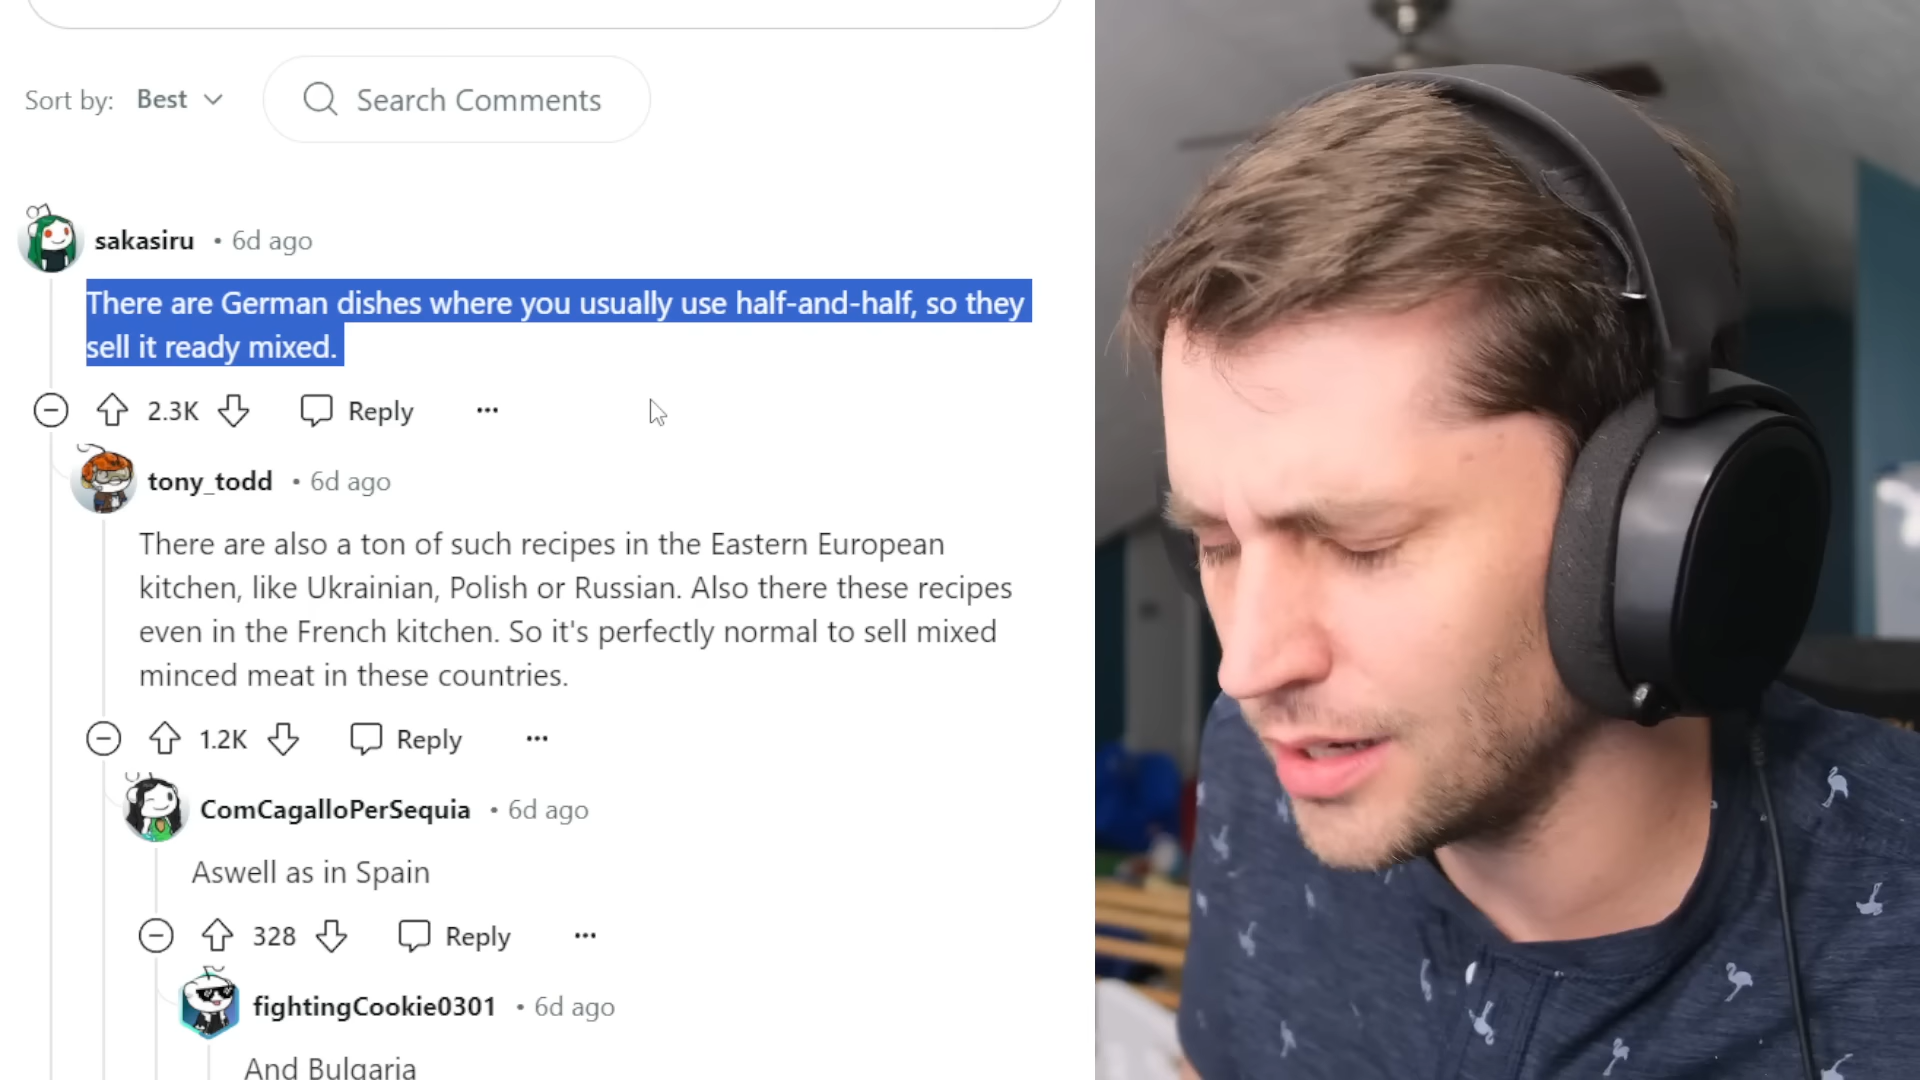 Sort by: Best
Search Comments
sakasiru • 6d ago
There are German dishes where you usually use half-and-half, so they
sell it ready mixed.
2.3K Reply ...
tony_todd • 6d ago
There are also a ton of such recipes in the Eastern European
kitchen, like Ukrainian, Polish or Russian. Also there these recipes
even in the French kitchen. So it's perfectly normal to sell mixed
minced meat in these countries.
1.2K Reply ...
ComCagalloPerSequia • 6d ago
Aswell as in Spain
328 Reply ...
fightingCookie0301 • 6d ago
And Bulgaria